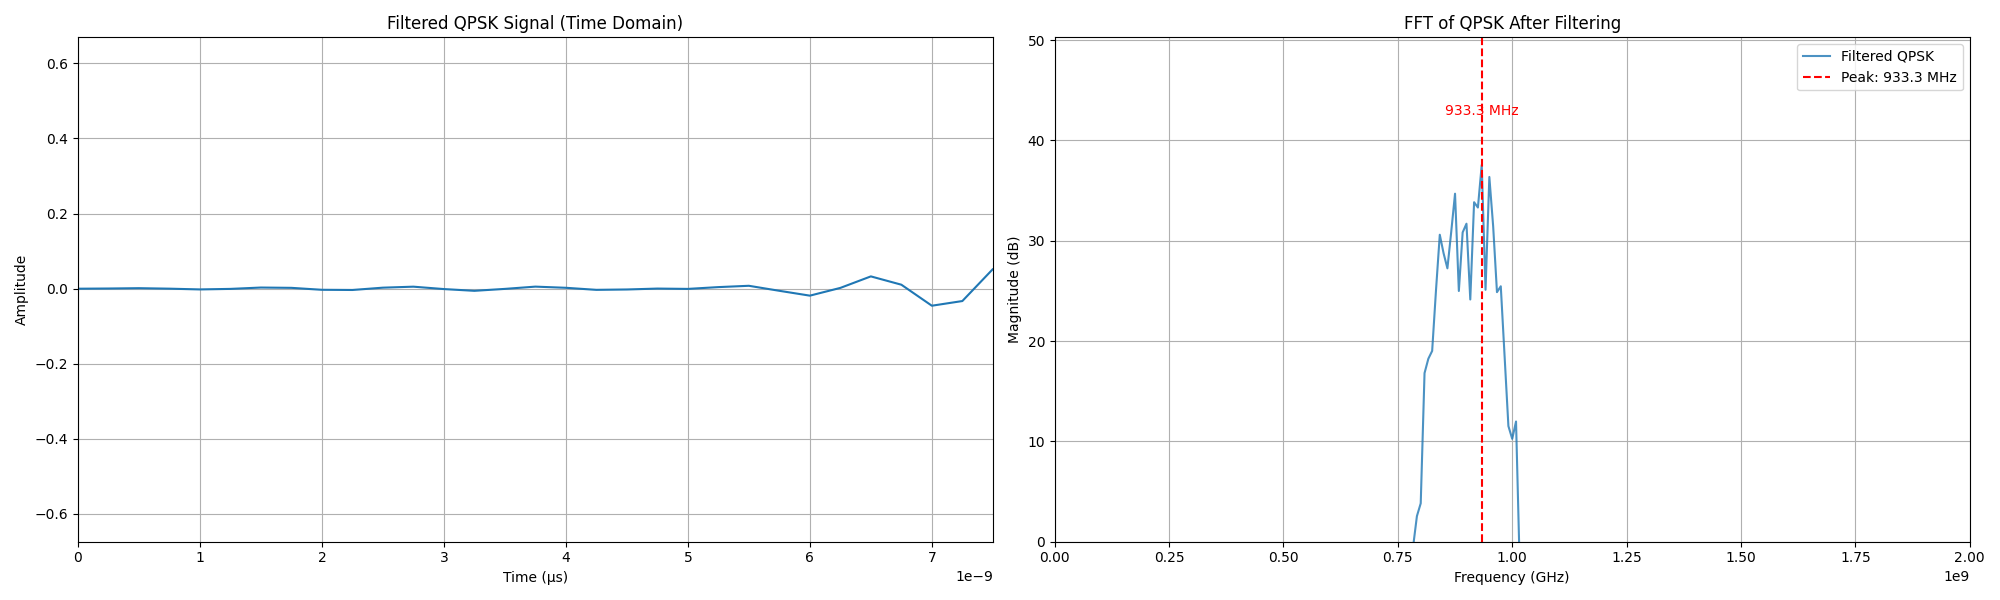 Filtered QPSK Signal (Time Domain)
Amplitude
0.6
0.4
0.2
0.0
−0.2
−0.4
−0.6
0 1 2 3 4 5 6 7
1e−9
Time (μs)
FFT of QPSK After Filtering
Magnitude (dB)
50
40
30
20
10
0
Filtered QPSK
Peak: 933.3 MHz
933.3 MHz
0.00 0.25 0.50 0.75 1.00 1.25 1.50 1.75 2.00
1e9
Frequency (GHz)